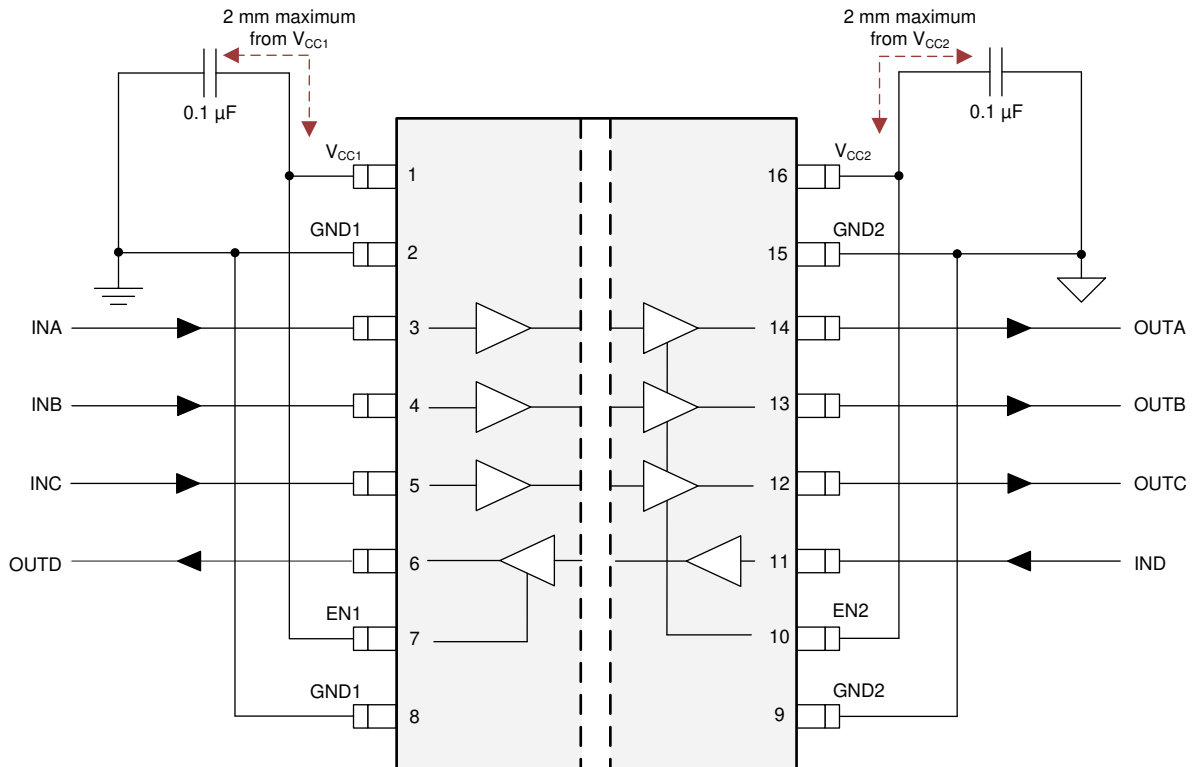 2 mm maximum
from VCC1
2 mm maximum
from VCC2
0.1 µF
0.1 µF
VCC1
1
16
VCC2
GND1
2
15
GND2
INA
3
14
OUTA
INB
4
13
OUTB
INC
5
12
OUTC
OUTD
6
11
IND
EN1
7
10
EN2
GND1
8
9
GND2